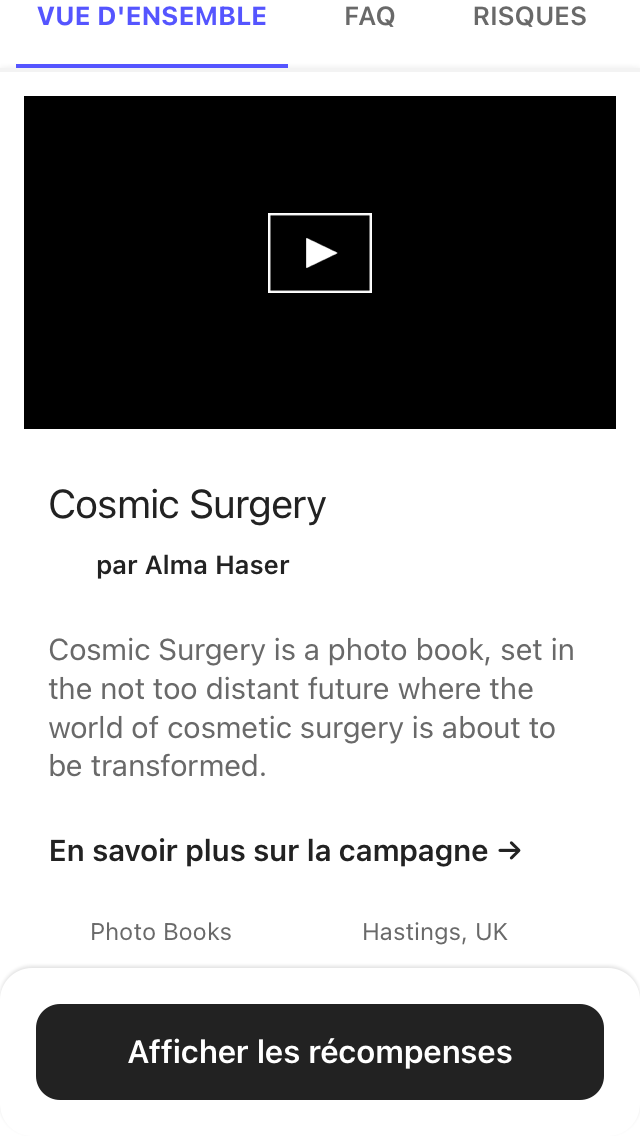 VUE D'ENSEMBLE FAQ RISQUES
Cosmic Surgery
par Alma Haser
Cosmic Surgery is a photo book, set in
the not too distant future where the
world of cosmetic surgery is about to
be transformed.
En savoir plus sur la campagne →
Photo Books Hastings, UK
Afficher les récompenses